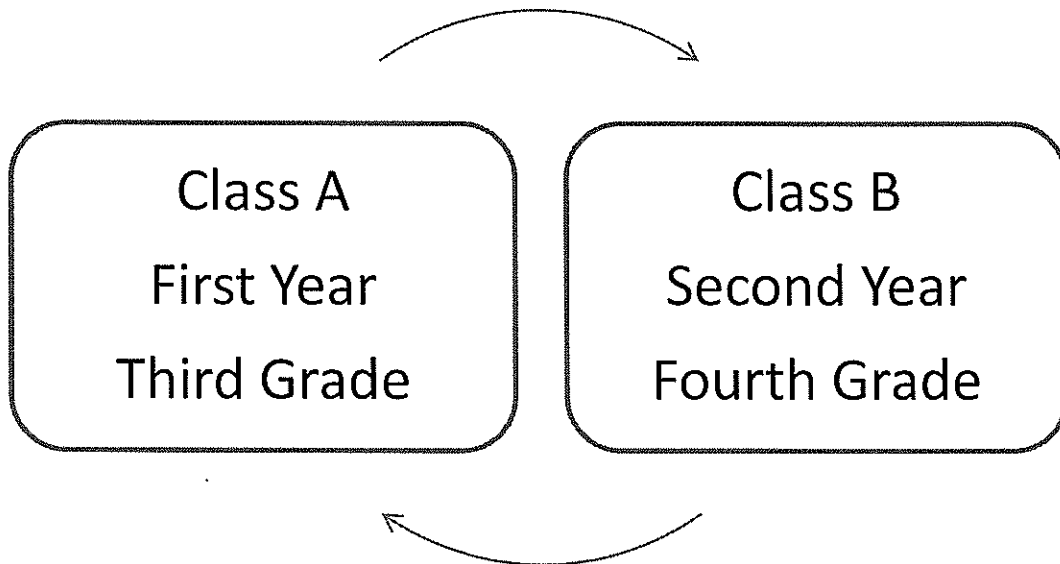 Class A
First Year
Third Grade
Class B
Second Year
Fourth Grade